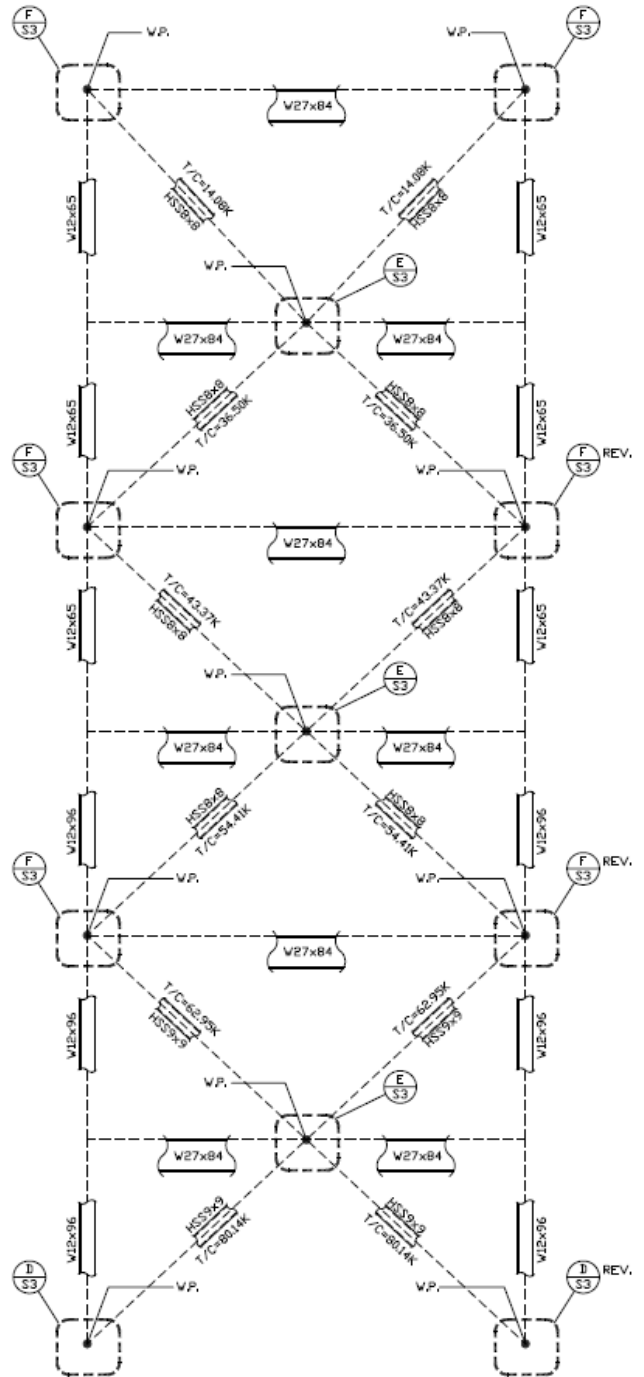 F F
S3 S3
W.P. W.P.
W27x84
T/C=14.08K T/C=14.08K
HSS8x8 HSS8x8
W12x65 W12x65
W.P.
E
S3
W27x84 W27x84
HSS8x8 HSS8x8
T/C=36.50K T/C=36.50K
W12x65 W12x65
F F
S3 S3 REV.
W.P. W.P.
W27x84
T/C=43.37K T/C=43.37K
HSS8x8 HSS8x8
W12x65 W12x65
W.P.
E
S3
W27x84 W27x84
HSS8x8 HSS8x8
T/C=54.41K T/C=54.41K
W12x96 W12x96
F F
S3 S3 REV.
W.P. W.P.
W27x84
T/C=62.95K T/C=62.95K
HSS9x9 HSS9x9
W12x96 W12x96
W.P.
E
S3
W27x84 W27x84
HSS9x9 HSS9x9
T/C=80.14K T/C=80.14K
W12x96 W12x96
D D
S3 S3 REV.
W.P. W.P.